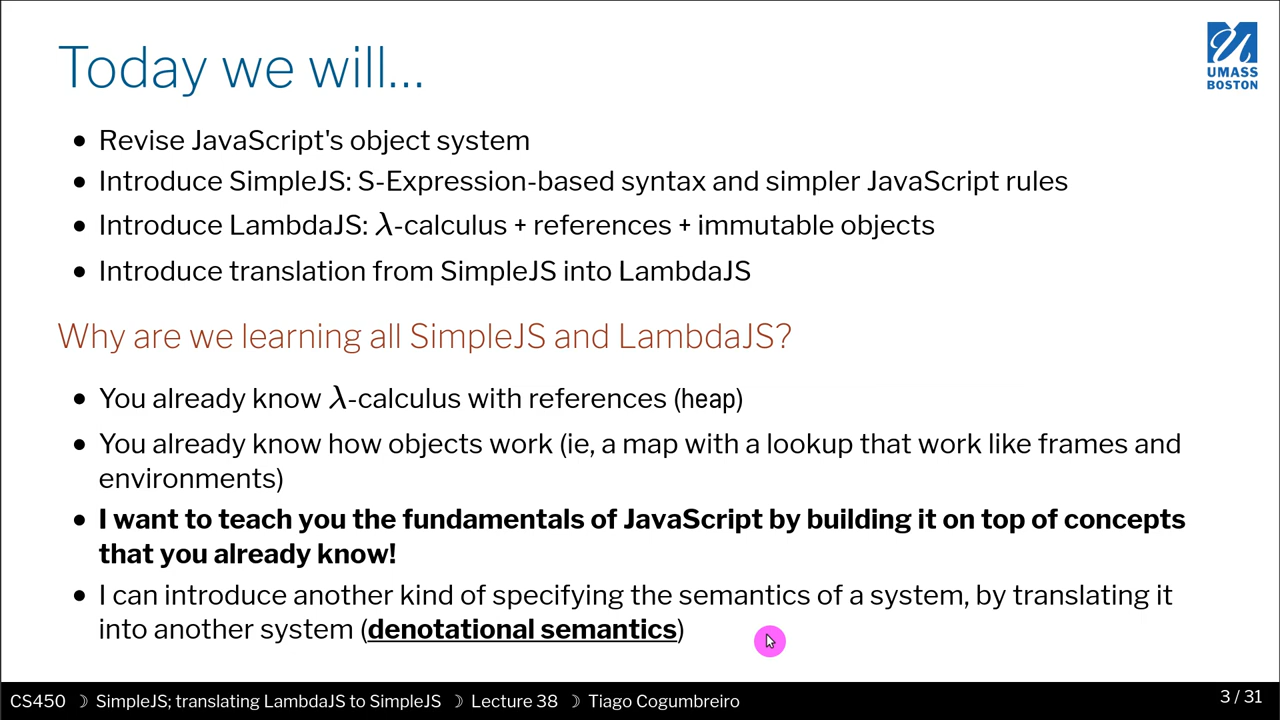 Today we will...
UMASS
BOSTON
• Revise JavaScript's object system
• Introduce SimpleJS: S-Expression-based syntax and simpler JavaScript rules
• Introduce LambdaJS: λ-calculus + references + immutable objects
• Introduce translation from SimpleJS into LambdaJS
Why are we learning all SimpleJS and LambdaJS?
• You already know λ-calculus with references (heap)
• You already know how objects work (ie, a map with a lookup that work like frames and
environments)
• I want to teach you the fundamentals of JavaScript by building it on top of concepts
that you already know!
• I can introduce another kind of specifying the semantics of a system, by translating it
into another system (denotational semantics)
CS450 ☽ SimpleJS; translating LambdaJS to SimpleJS ☽ Lecture 38 ☽ Tiago Cogumbreiro
3 / 31